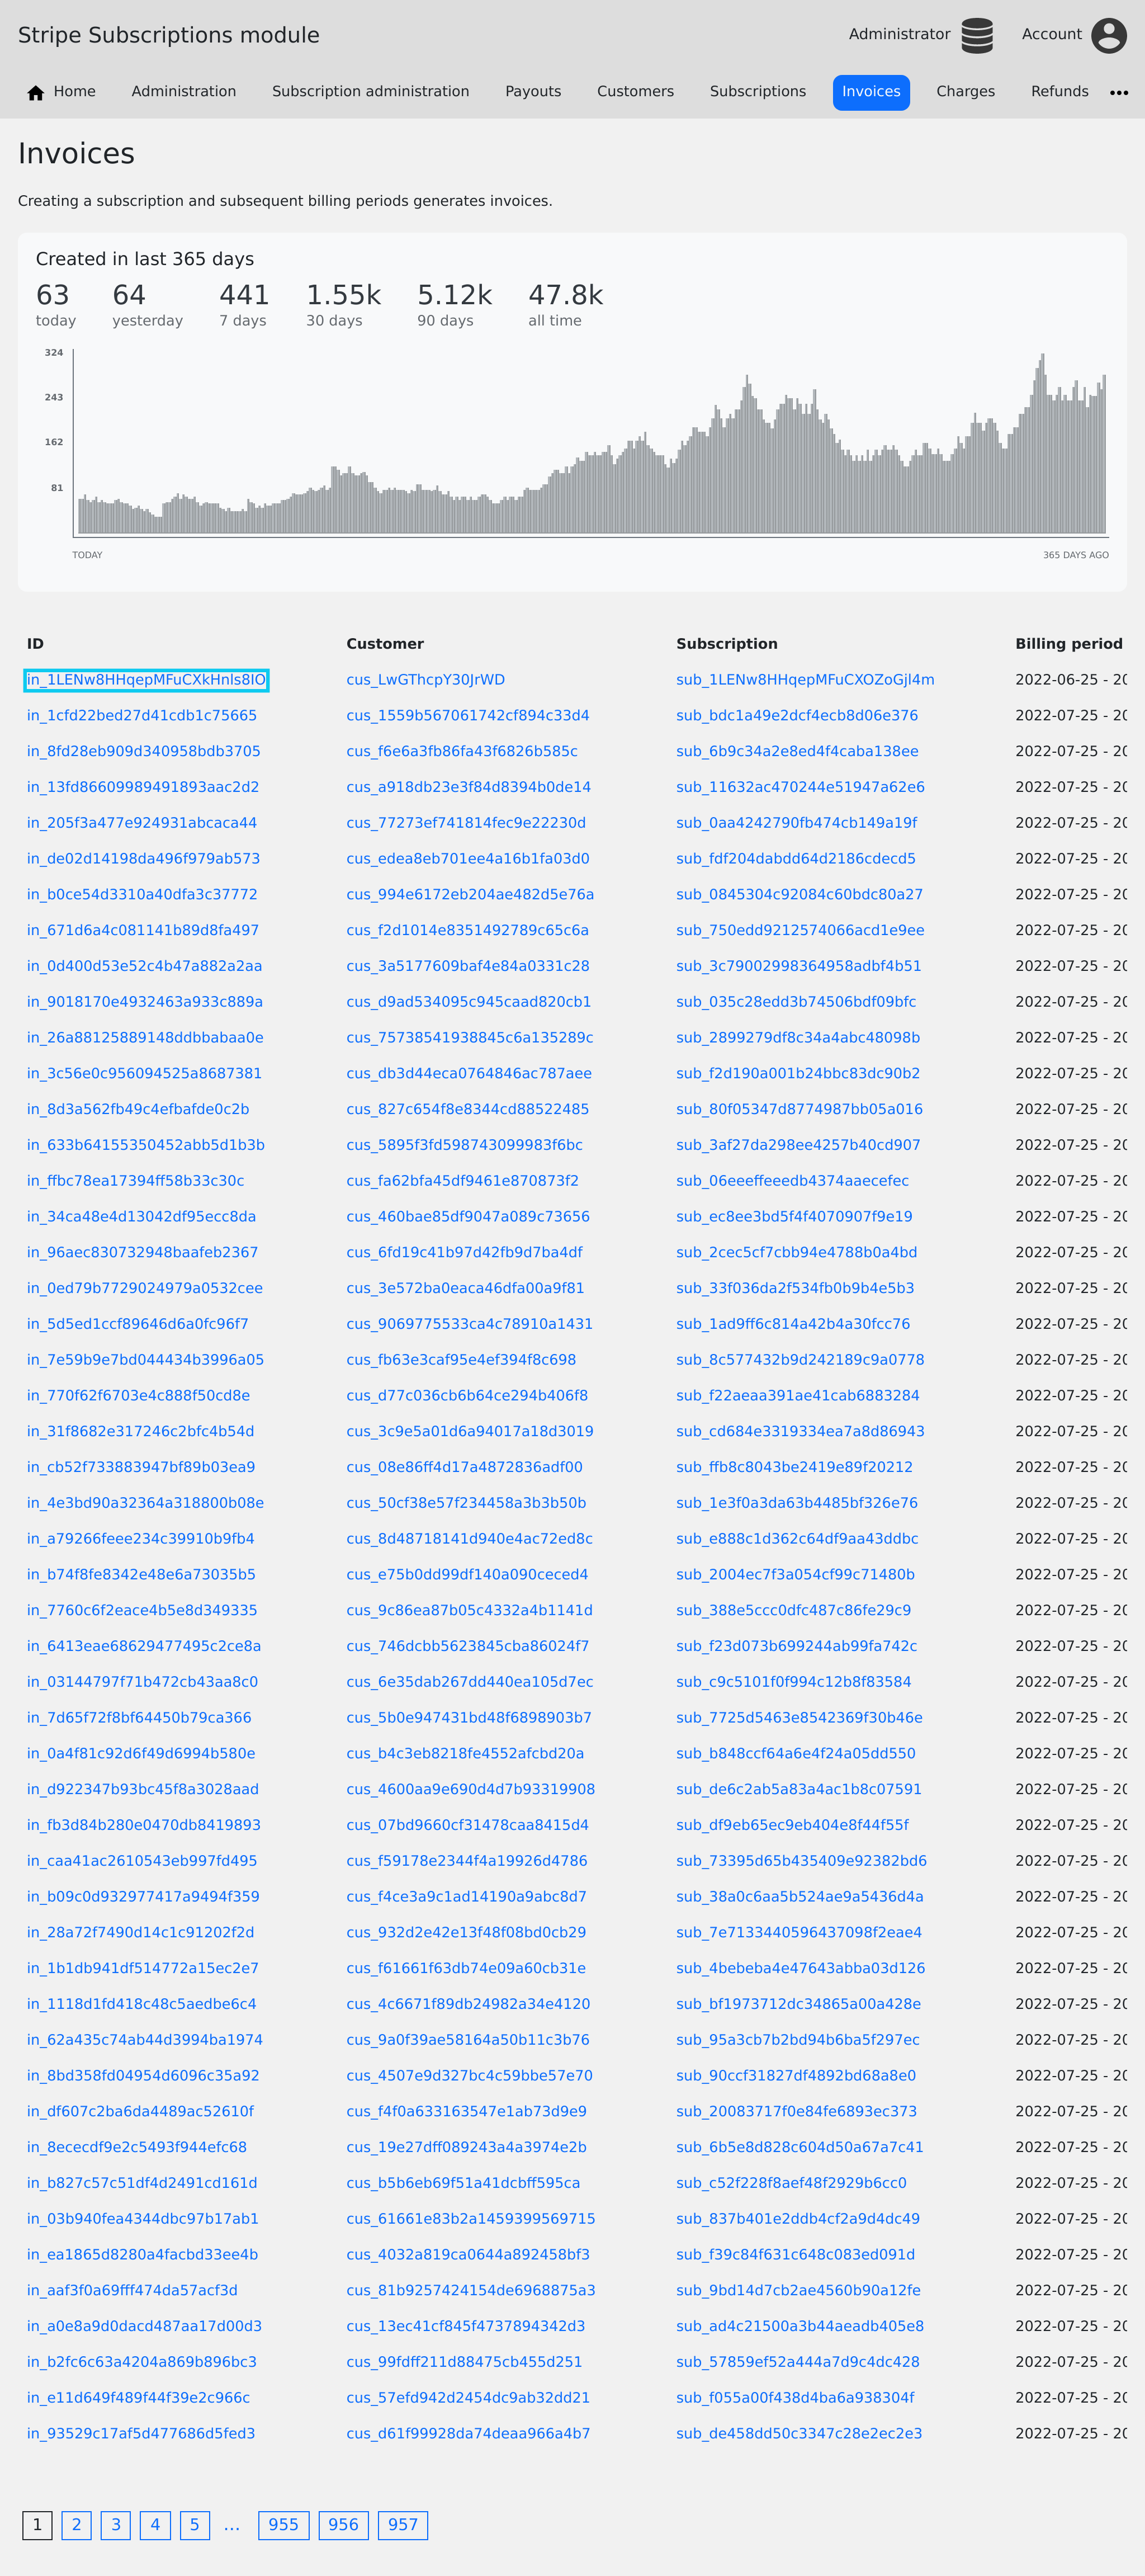 Stripe Subscriptions module
Administrator
Account
Home Administration Subscription administration Payouts Customers Subscriptions Invoices Charges Refunds •••
Invoices
Creating a subscription and subsequent billing periods generates invoices.
Created in last 365 days
63 64 441 1.55k 5.12k 47.8k
today yesterday 7 days 30 days 90 days all time
324
243
162
81
TODAY 365 DAYS AGO
ID Customer Subscription Billing period
in_1LENw8HHqepMFuCXkHnls8IO cus_LwGThcpY30JrWD sub_1LENw8HHqepMFuCXOZoGjI4m 2022-06-25 - 20
in_1cfd22bed27d41cdb1c75665 cus_1559b567061742cf894c33d4 sub_bdc1a49e2dcf4ecb8d06e376 2022-07-25 - 20
in_8fd28eb909d340958bdb3705 cus_f6e6a3fb86fa43f6826b585c sub_6b9c34a2e8ed4f4caba138ee 2022-07-25 - 20
in_13fd86609989491893aac2d2 cus_a918db23e3f84d8394b0de14 sub_11632ac470244e51947a62e6 2022-07-25 - 20
in_205f3a477e924931abcaca44 cus_77273ef741814fec9e22230d sub_0aa4242790fb474cb149a19f 2022-07-25 - 20
in_de02d14198da496f979ab573 cus_edea8eb701ee4a16b1fa03d0 sub_fdf204dabdd64d2186cdecd5 2022-07-25 - 20
in_b0ce54d3310a40dfa3c37772 cus_994e6172eb204ae482d5e76a sub_0845304c92084c60bdc80a27 2022-07-25 - 20
in_671d6a4c081141b89d8fa497 cus_f2d1014e8351492789c65c6a sub_750edd9212574066acd1e9ee 2022-07-25 - 20
in_0d400d53e52c4b47a882a2aa cus_3a5177609baf4e84a0331c28 sub_3c79002998364958adbf4b51 2022-07-25 - 20
in_9018170e4932463a933c889a cus_d9ad534095c945caad820cb1 sub_035c28edd3b74506bdf09bfc 2022-07-25 - 20
in_26a88125889148ddbbabaa0e cus_75738541938845c6a135289c sub_2899279df8c34a4abc48098b 2022-07-25 - 20
in_3c56e0c956094525a8687381 cus_db3d44eca0764846ac787aee sub_f2d190a001b24bbc83dc90b2 2022-07-25 - 20
in_8d3a562fb49c4efbafde0c2b cus_827c654f8e8344cd88522485 sub_80f05347d8774987bb05a016 2022-07-25 - 20
in_633b64155350452abb5d1b3b cus_5895f3fd598743099983f6bc sub_3af27da298ee4257b40cd907 2022-07-25 - 20
in_ffbc78ea17394ff58b33c30c cus_fa62bfa45df9461e870873f2 sub_06eeeffeeedb4374aaecefec 2022-07-25 - 20
in_34ca48e4d13042df95ecc8da cus_460bae85df9047a089c73656 sub_ec8ee3bd5f4f4070907f9e19 2022-07-25 - 20
in_96aec830732948baafeb2367 cus_6fd19c41b97d42fb9d7ba4df sub_2cec5cf7cbb94e4788b0a4bd 2022-07-25 - 20
in_0ed79b7729024979a0532cee cus_3e572ba0eaca46dfa00a9f81 sub_33f036da2f534fb0b9b4e5b3 2022-07-25 - 20
in_5d5ed1ccf89646d6a0fc96f7 cus_9069775533ca4c78910a1431 sub_1ad9ff6c814a42b4a30fcc76 2022-07-25 - 20
in_7e59b9e7bd044434b3996a05 cus_fb63e3caf95e4ef394f8c698 sub_8c577432b9d242189c9a0778 2022-07-25 - 20
in_770f62f6703e4c888f50cd8e cus_d77c036cb6b64ce294b406f8 sub_f22aeaa391ae41cab6883284 2022-07-25 - 20
in_31f8682e317246c2bfc4b54d cus_3c9e5a01d6a94017a18d3019 sub_cd684e3319334ea7a8d86943 2022-07-25 - 20
in_cb52f733883947bf89b03ea9 cus_08e86ff4d17a4872836adf00 sub_ffb8c8043be2419e89f20212 2022-07-25 - 20
in_4e3bd90a32364a318800b08e cus_50cf38e57f234458a3b3b50b sub_1e3f0a3da63b4485bf326e76 2022-07-25 - 20
in_a79266feee234c39910b9fb4 cus_8d48718141d940e4ac72ed8c sub_e888c1d362c64df9aa43ddbc 2022-07-25 - 20
in_b74f8fe8342e48e6a73035b5 cus_e75b0dd99df140a090ceced4 sub_2004ec7f3a054cf99c71480b 2022-07-25 - 20
in_7760c6f2eace4b5e8d349335 cus_9c86ea87b05c4332a4b1141d sub_388e5ccc0dfc487c86fe29c9 2022-07-25 - 20
in_6413eae68629477495c2ce8a cus_746dcbb5623845cba86024f7 sub_f23d073b699244ab99fa742c 2022-07-25 - 20
in_03144797f71b472cb43aa8c0 cus_6e35dab267dd440ea105d7ec sub_c9c5101f0f994c12b8f83584 2022-07-25 - 20
in_7d65f72f8bf64450b79ca366 cus_5b0e947431bd48f6898903b7 sub_7725d5463e8542369f30b46e 2022-07-25 - 20
in_0a4f81c92d6f49d6994b580e cus_b4c3eb8218fe4552afcbd20a sub_b848ccf64a6e4f24a05dd550 2022-07-25 - 20
in_d922347b93bc45f8a3028aad cus_4600aa9e690d4d7b93319908 sub_de6c2ab5a83a4ac1b8c07591 2022-07-25 - 20
in_fb3d84b280e0470db8419893 cus_07bd9660cf31478caa8415d4 sub_df9eb65ec9eb404e8f44f55f 2022-07-25 - 20
in_caa41ac2610543eb997fd495 cus_f59178e2344f4a19926d4786 sub_73395d65b435409e92382bd6 2022-07-25 - 20
in_b09c0d932977417a9494f359 cus_f4ce3a9c1ad14190a9abc8d7 sub_38a0c6aa5b524ae9a5436d4a 2022-07-25 - 20
in_28a72f7490d14c1c91202f2d cus_932d2e42e13f48f08bd0cb29 sub_7e7133440596437098f2eae4 2022-07-25 - 20
in_1b1db941df514772a15ec2e7 cus_f61661f63db74e09a60cb31e sub_4bebeba4e47643abba03d126 2022-07-25 - 20
in_1118d1fd418c48c5aedbe6c4 cus_4c6671f89db24982a34e4120 sub_bf1973712dc34865a00a428e 2022-07-25 - 20
in_62a435c74ab44d3994ba1974 cus_9a0f39ae58164a50b11c3b76 sub_95a3cb7b2bd94b6ba5f297ec 2022-07-25 - 20
in_8bd358fd04954d6096c35a92 cus_4507e9d327bc4c59bbe57e70 sub_90ccf31827df4892bd68a8e0 2022-07-25 - 20
in_df607c2ba6da4489ac52610f cus_f4f0a633163547e1ab73d9e9 sub_20083717f0e84fe6893ec373 2022-07-25 - 20
in_8ececdf9e2c5493f944efc68 cus_19e27dff089243a4a3974e2b sub_6b5e8d828c604d50a67a7c41 2022-07-25 - 20
in_b827c57c51df4d2491cd161d cus_b5b6eb69f51a41dcbff595ca sub_c52f228f8aef48f2929b6cc0 2022-07-25 - 20
in_03b940fea4344dbc97b17ab1 cus_61661e83b2a1459399569715 sub_837b401e2ddb4cf2a9d4dc49 2022-07-25 - 20
in_ea1865d8280a4facbd33ee4b cus_4032a819ca0644a892458bf3 sub_f39c84f631c648c083ed091d 2022-07-25 - 20
in_aaf3f0a69fff474da57acf3d cus_81b9257424154de6968875a3 sub_9bd14d7cb2ae4560b90a12fe 2022-07-25 - 20
in_a0e8a9d0dacd487aa17d00d3 cus_13ec41cf845f4737894342d3 sub_ad4c21500a3b44aeadb405e8 2022-07-25 - 20
in_b2fc6c63a4204a869b896bc3 cus_99fdff211d88475cb455d251 sub_57859ef52a444a7d9c4dc428 2022-07-25 - 20
in_e11d649f489f44f39e2c966c cus_57efd942d2454dc9ab32dd21 sub_f055a00f438d4ba6a938304f 2022-07-25 - 20
in_93529c17af5d477686d5fed3 cus_d61f99928da74deaa966a4b7 sub_de458dd50c3347c28e2ec2e3 2022-07-25 - 20
1 2 3 4 5 ... 955 956 957